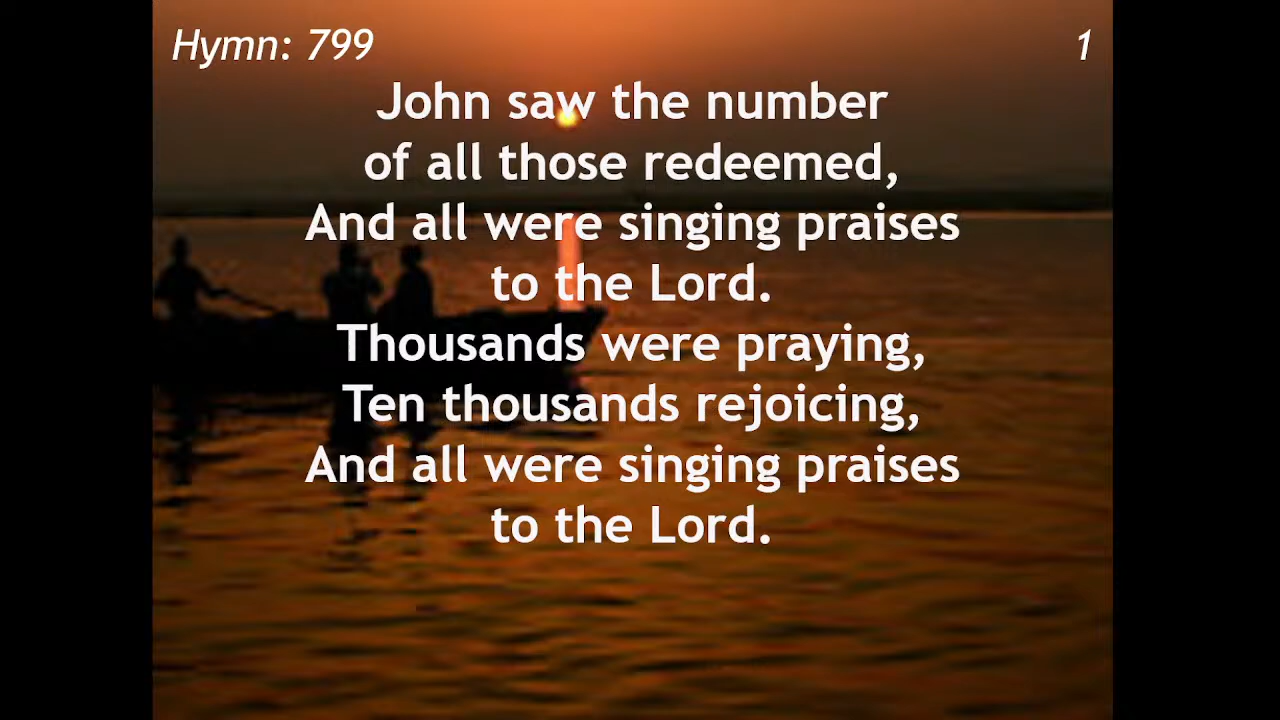 Hymn: 799 1
John saw the number
of all those redeemed,
And all were singing praises
to the Lord.
Thousands were praying,
Ten thousands rejoicing,
And all were singing praises
to the Lord.